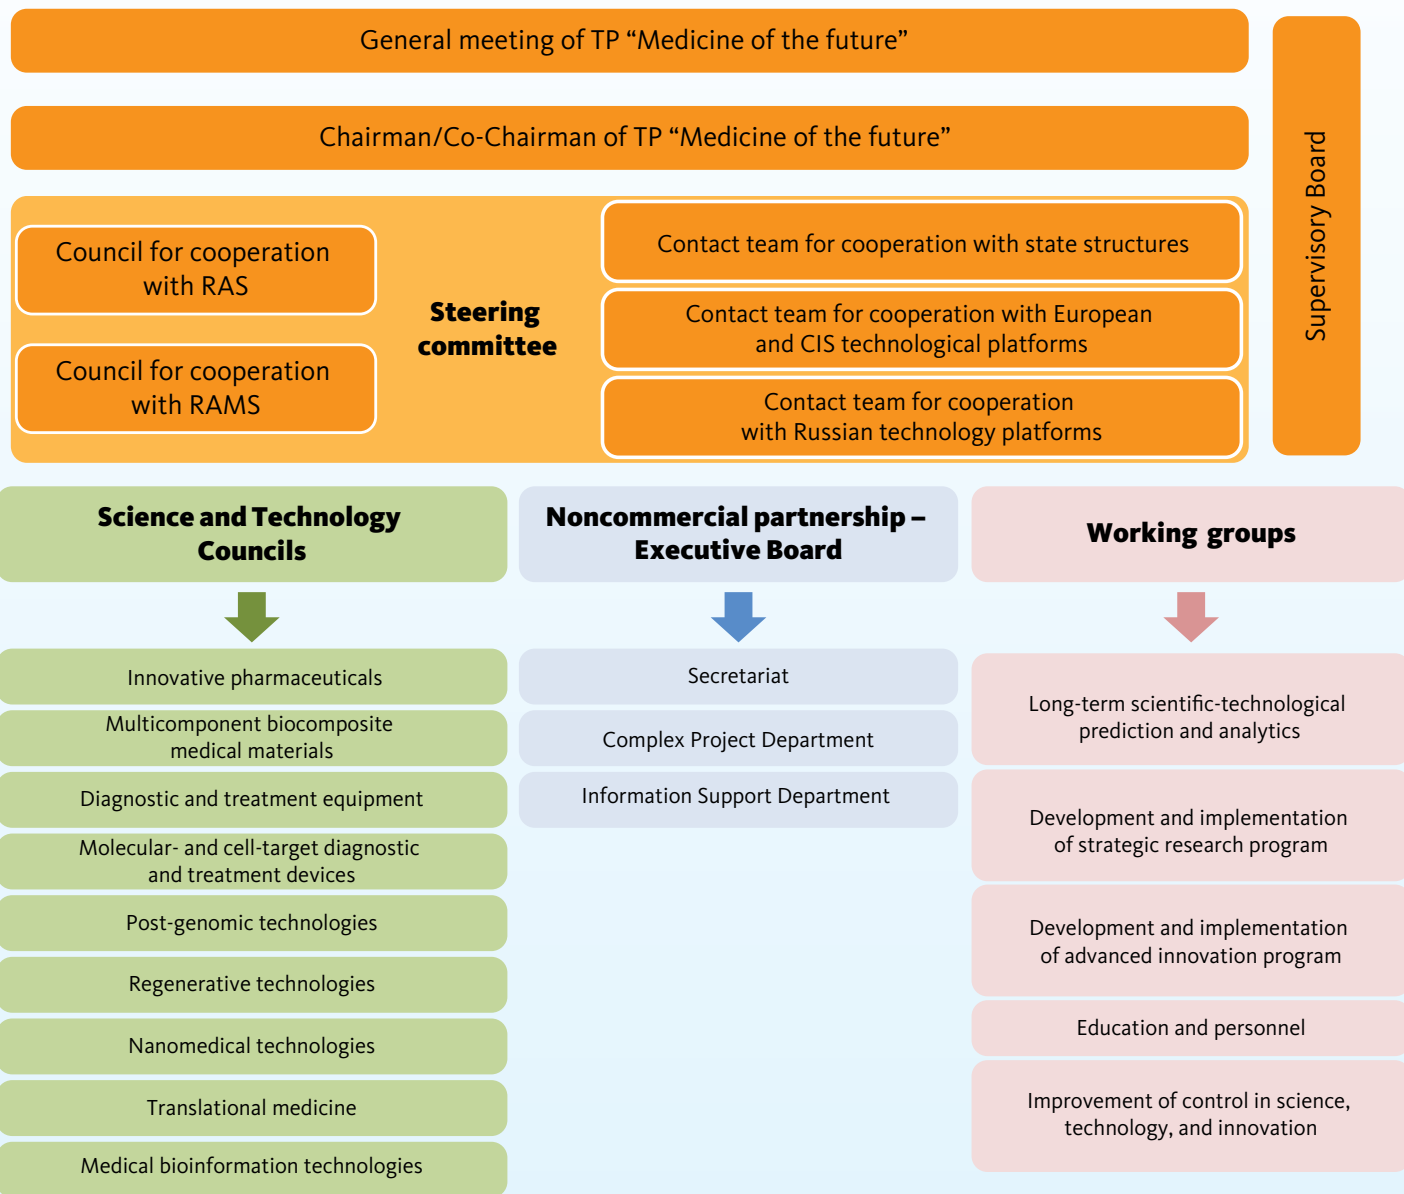 General meeting of TP “Medicine of the future”
Chairman/Co-Chairman of TP “Medicine of the future”
Supervisory Board
Council for cooperation
with RAS
Council for cooperation
with RAMS
Steering
committee
Contact team for cooperation with state structures
Contact team for cooperation with European
and CIS technological platforms
Contact team for cooperation
with Russian technology platforms
Science and Technology
Councils
Innovative pharmaceuticals
Multicomponent biocomposite
medical materials
Diagnostic and treatment equipment
Molecular- and cell-target diagnostic
and treatment devices
Post-genomic technologies
Regenerative technologies
Nanomedical technologies
Translational medicine
Medical bioinformation technologies
Noncommercial partnership –
Executive Board
Secretariat
Complex Project Department
Information Support Department
Working groups
Long-term scientific-technological
prediction and analytics
Development and implementation
of strategic research program
Development and implementation
of advanced innovation program
Education and personnel
Improvement of control in science,
technology, and innovation